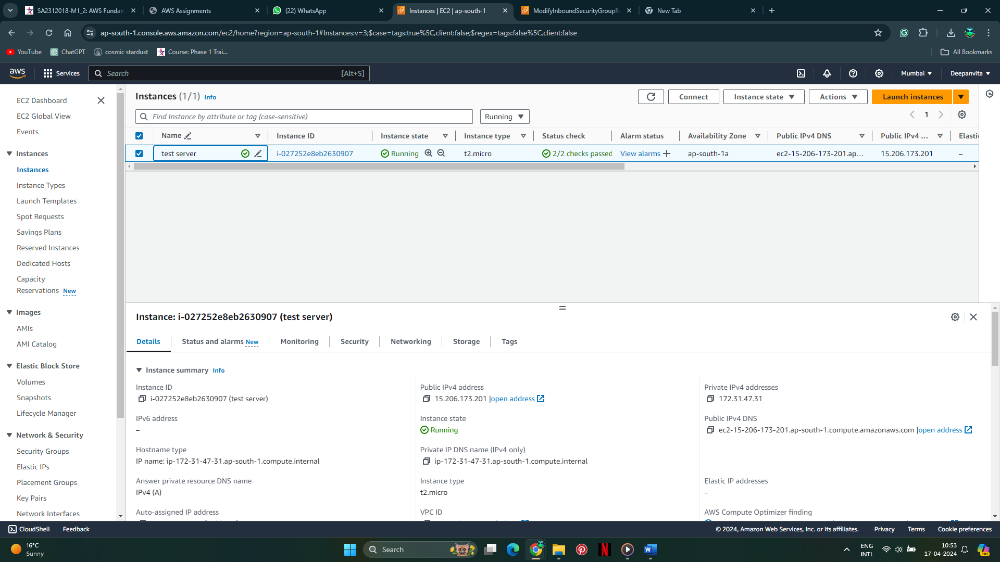 SA2312018-M1_2: AWS Fundam
AWS Assignments
(22) WhatsApp
Instances | EC2 | ap-south-1
ModifyInboundSecurityGroupRu
New Tab
ap-south-1.console.aws.amazon.com/ec2/home?region=ap-south-1#Instances:v=3;$case=tags:true%5C,client:false;$regex=tags:false%5C,client:false
YouTube
ChatGPT
cosmic stardust
Course: Phase 1 Trai...
All Bookmarks
aws
Services
Search
[Alt+S]
Mumbai
Deepanvita
EC2 Dashboard
EC2 Global View
Events
Instances
Instances
Instance Types
Launch Templates
Spot Requests
Savings Plans
Reserved Instances
Dedicated Hosts
Capacity
Reservations New
Images
AMIs
AMI Catalog
Elastic Block Store
Volumes
Snapshots
Lifecycle Manager
Network & Security
Security Groups
Elastic IPs
Placement Groups
Key Pairs
Network Interfaces
Instances (1/1) Info
Connect
Instance state
Actions
Launch instances
Find Instance by attribute or tag (case-sensitive)
Running
1
Name
Instance ID
Instance state
Instance type
Status check
Alarm status
Availability Zone
Public IPv4 DNS
Public IPv4 ...
Elastic
test server
i-027252e8eb2630907
Running
t2.micro
2/2 checks passed
View alarms
ap-south-1a
ec2-15-206-173-201.ap...
15.206.173.201
–
Instance: i-027252e8eb2630907 (test server)
Details
Status and alarms New
Monitoring
Security
Networking
Storage
Tags
Instance summary Info
Instance ID
i-027252e8eb2630907 (test server)
Public IPv4 address
15.206.173.201 |open address
Private IPv4 addresses
172.31.47.31
IPv6 address
–
Instance state
Running
Public IPv4 DNS
ec2-15-206-173-201.ap-south-1.compute.amazonaws.com |open address
Hostname type
IP name: ip-172-31-47-31.ap-south-1.compute.internal
Private IP DNS name (IPv4 only)
ip-172-31-47-31.ap-south-1.compute.internal
Answer private resource DNS name
IPv4 (A)
Instance type
t2.micro
Elastic IP addresses
–
Auto-assigned IP address
VPC ID
AWS Compute Optimizer finding
CloudShell
Feedback
© 2024, Amazon Web Services, Inc. or its affiliates.
Privacy
Terms
Cookie preferences
16°C
Sunny
Search
ENG
INTL
10:53
17-04-2024